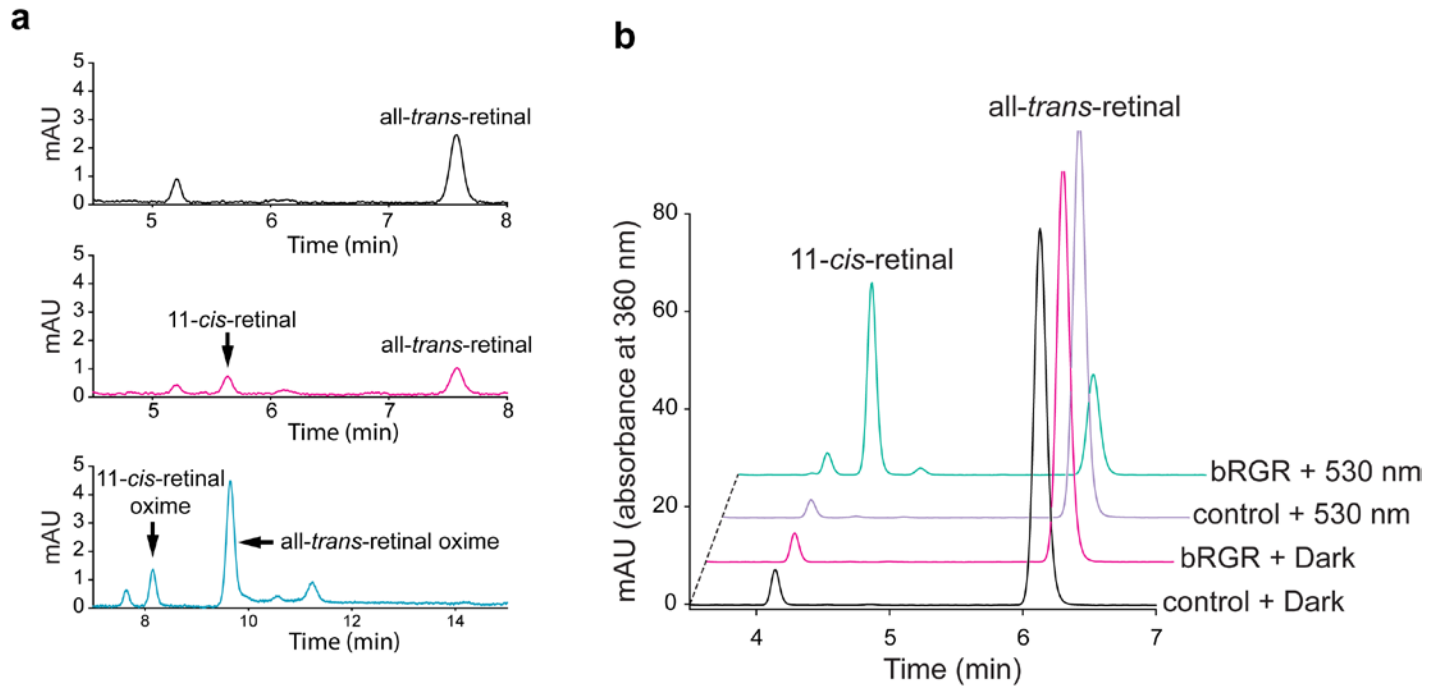 a
5
4
3
2
1
0
mAU
all-trans-retinal
5 6 7 8
Time (min)
5
4
3
2
1
0
mAU
11-cis-retinal
all-trans-retinal
5 6 7 8
Time (min)
5
4
3
2
1
0
mAU
11-cis-retinal
oxime
all-trans-retinal oxime
8 10 12 14
Time (min)
b
all-trans-retinal
11-cis-retinal
80
60
40
20
0
mAU (absorbance at 360 nm)
bRGR + 530 nm
control + 530 nm
bRGR + Dark
control + Dark
4 5 6 7
Time (min)